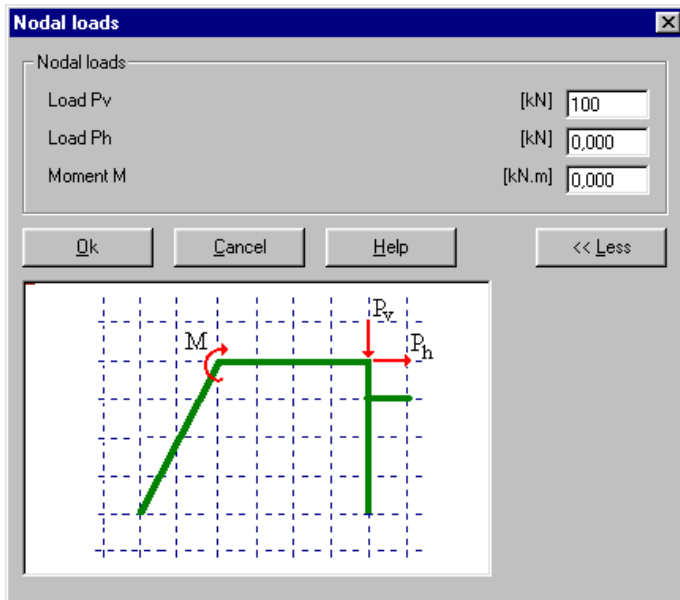 Nodal loads
Nodal loads
Load Pv [kN] 100
Load Ph [kN] 0,000
Moment M [kN.m] 0,000
Ok Cancel Help << Less
Pv
M
Ph